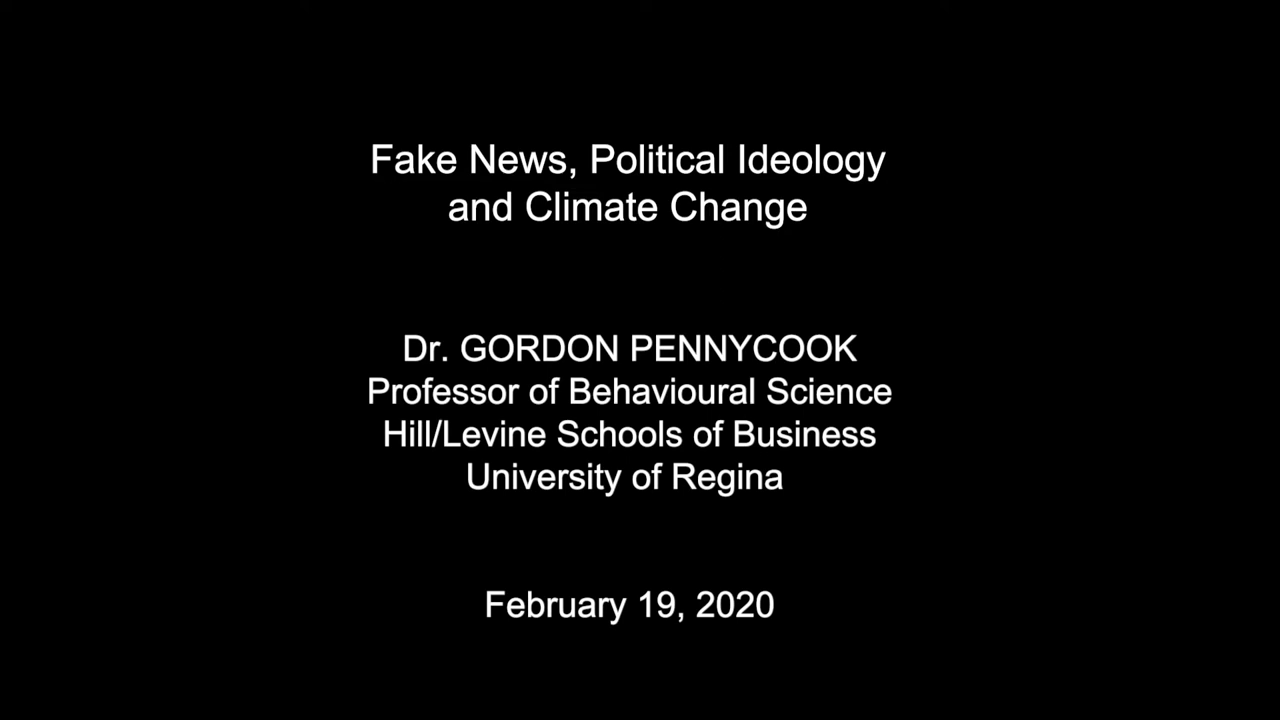 Fake News, Political Ideology
and Climate Change
Dr. GORDON PENNYCOOK
Professor of Behavioural Science
Hill/Levine Schools of Business
University of Regina
February 19, 2020